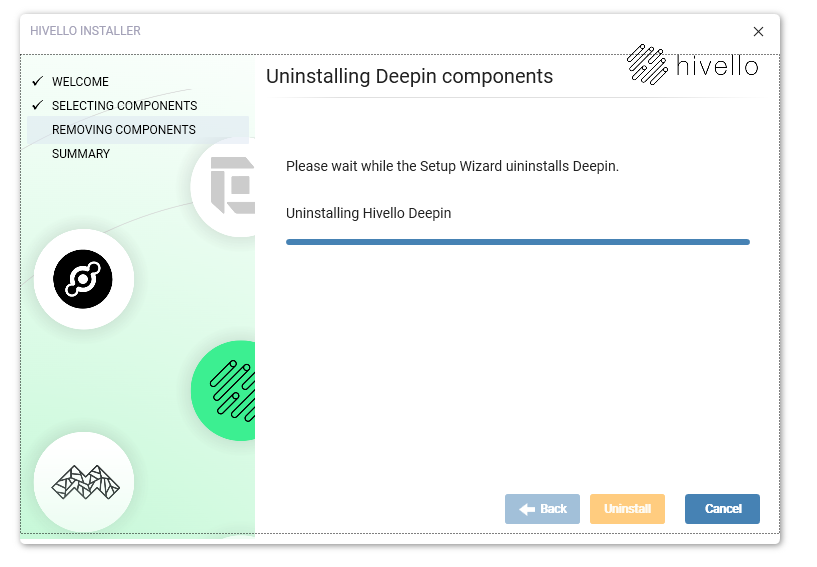 HIVELLO INSTALLER
hivello
WELCOME
SELECTING COMPONENTS
REMOVING COMPONENTS
SUMMARY
Uninstalling Deepin components
Please wait while the Setup Wizard uininstalls Deepin.
Uninstalling Hivello Deepin
Back
Uninstall
Cancel